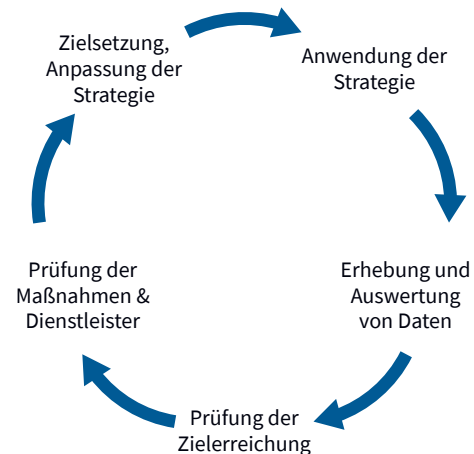 Zielsetzung,
Anpassung der
Strategie
Anwendung der
Strategie
Erhebung und
Auswertung
von Daten
Prüfung der
Zielerreichung
Prüfung der
Maßnahmen &
Dienstleister